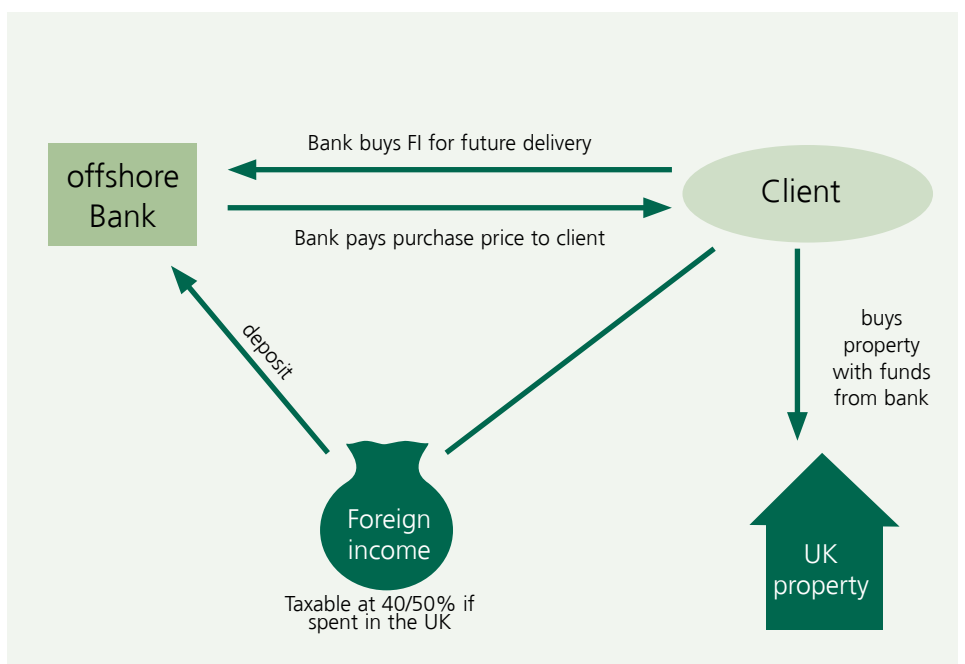 Bank buys FI for future delivery
offshore
Bank
Client
Bank pays purchase price to client
deposit
buys
property
with funds
from bank
Foreign
income
Taxable at 40/50% if
spent in the UK
UK
property